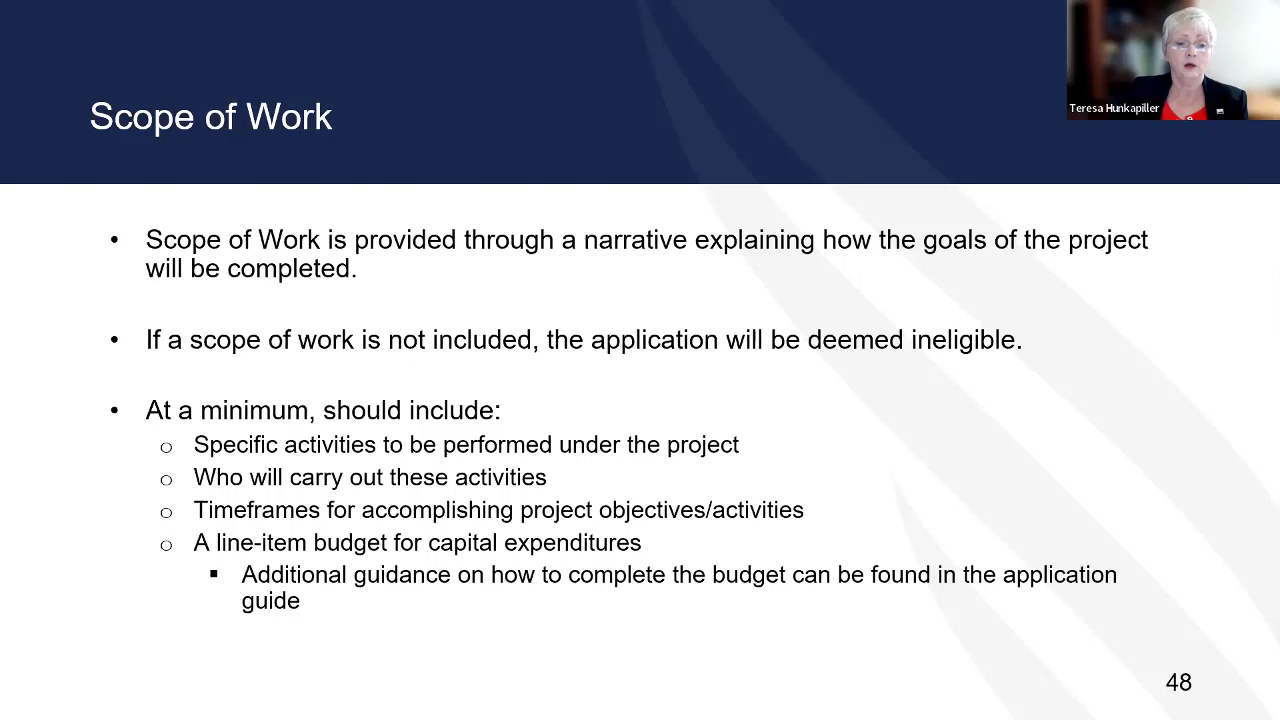 Teresa Hunkapiller
Scope of Work
• Scope of Work is provided through a narrative explaining how the goals of the project
will be completed.
• If a scope of work is not included, the application will be deemed ineligible.
• At a minimum, should include:
o Specific activities to be performed under the project
o Who will carry out these activities
o Timeframes for accomplishing project objectives/activities
o A line-item budget for capital expenditures
▪ Additional guidance on how to complete the budget can be found in the application
guide
48